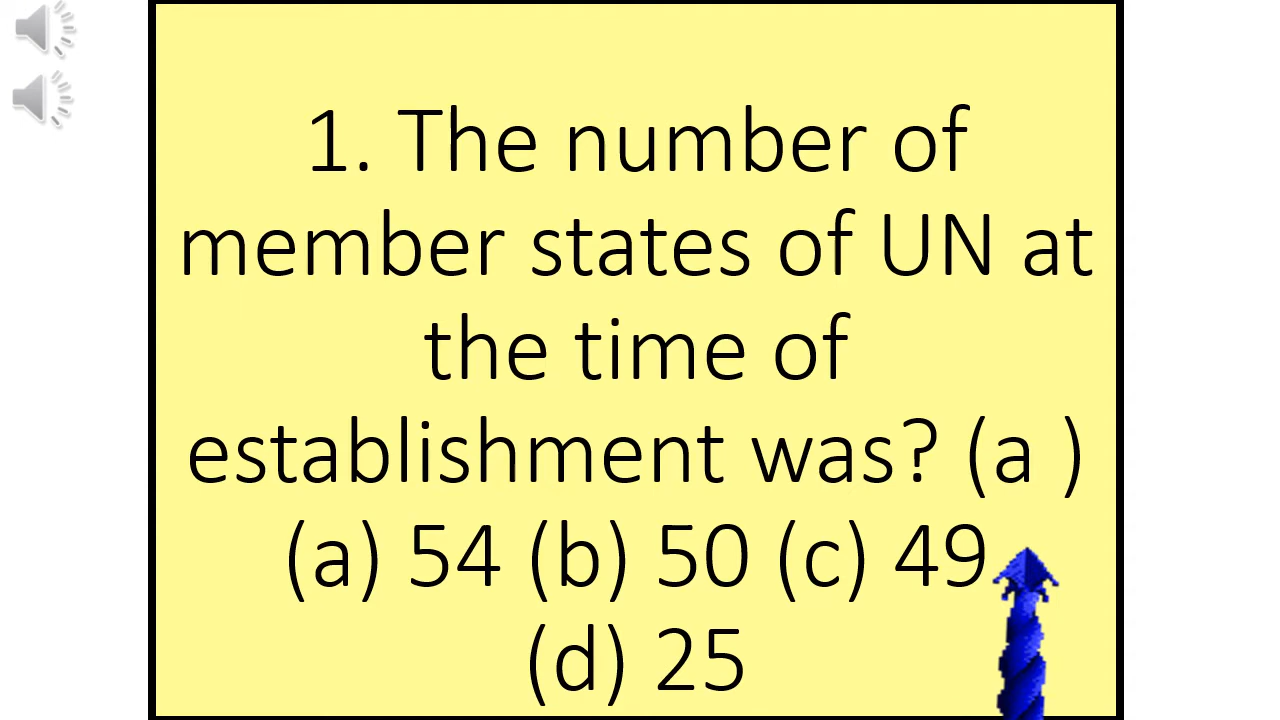 1. The number of
member states of UN at
the time of
establishment was? (a )
(a) 54 (b) 50 (c) 49
(d) 25